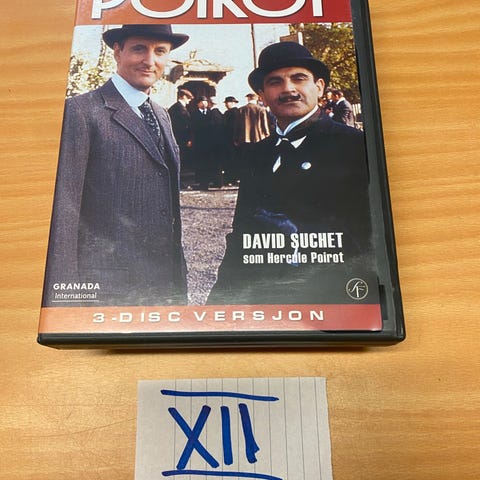 POIROT
DAVID SUCHET
som Hercule Poirot
GRANADA
International
3-DISC VERSJON
XII